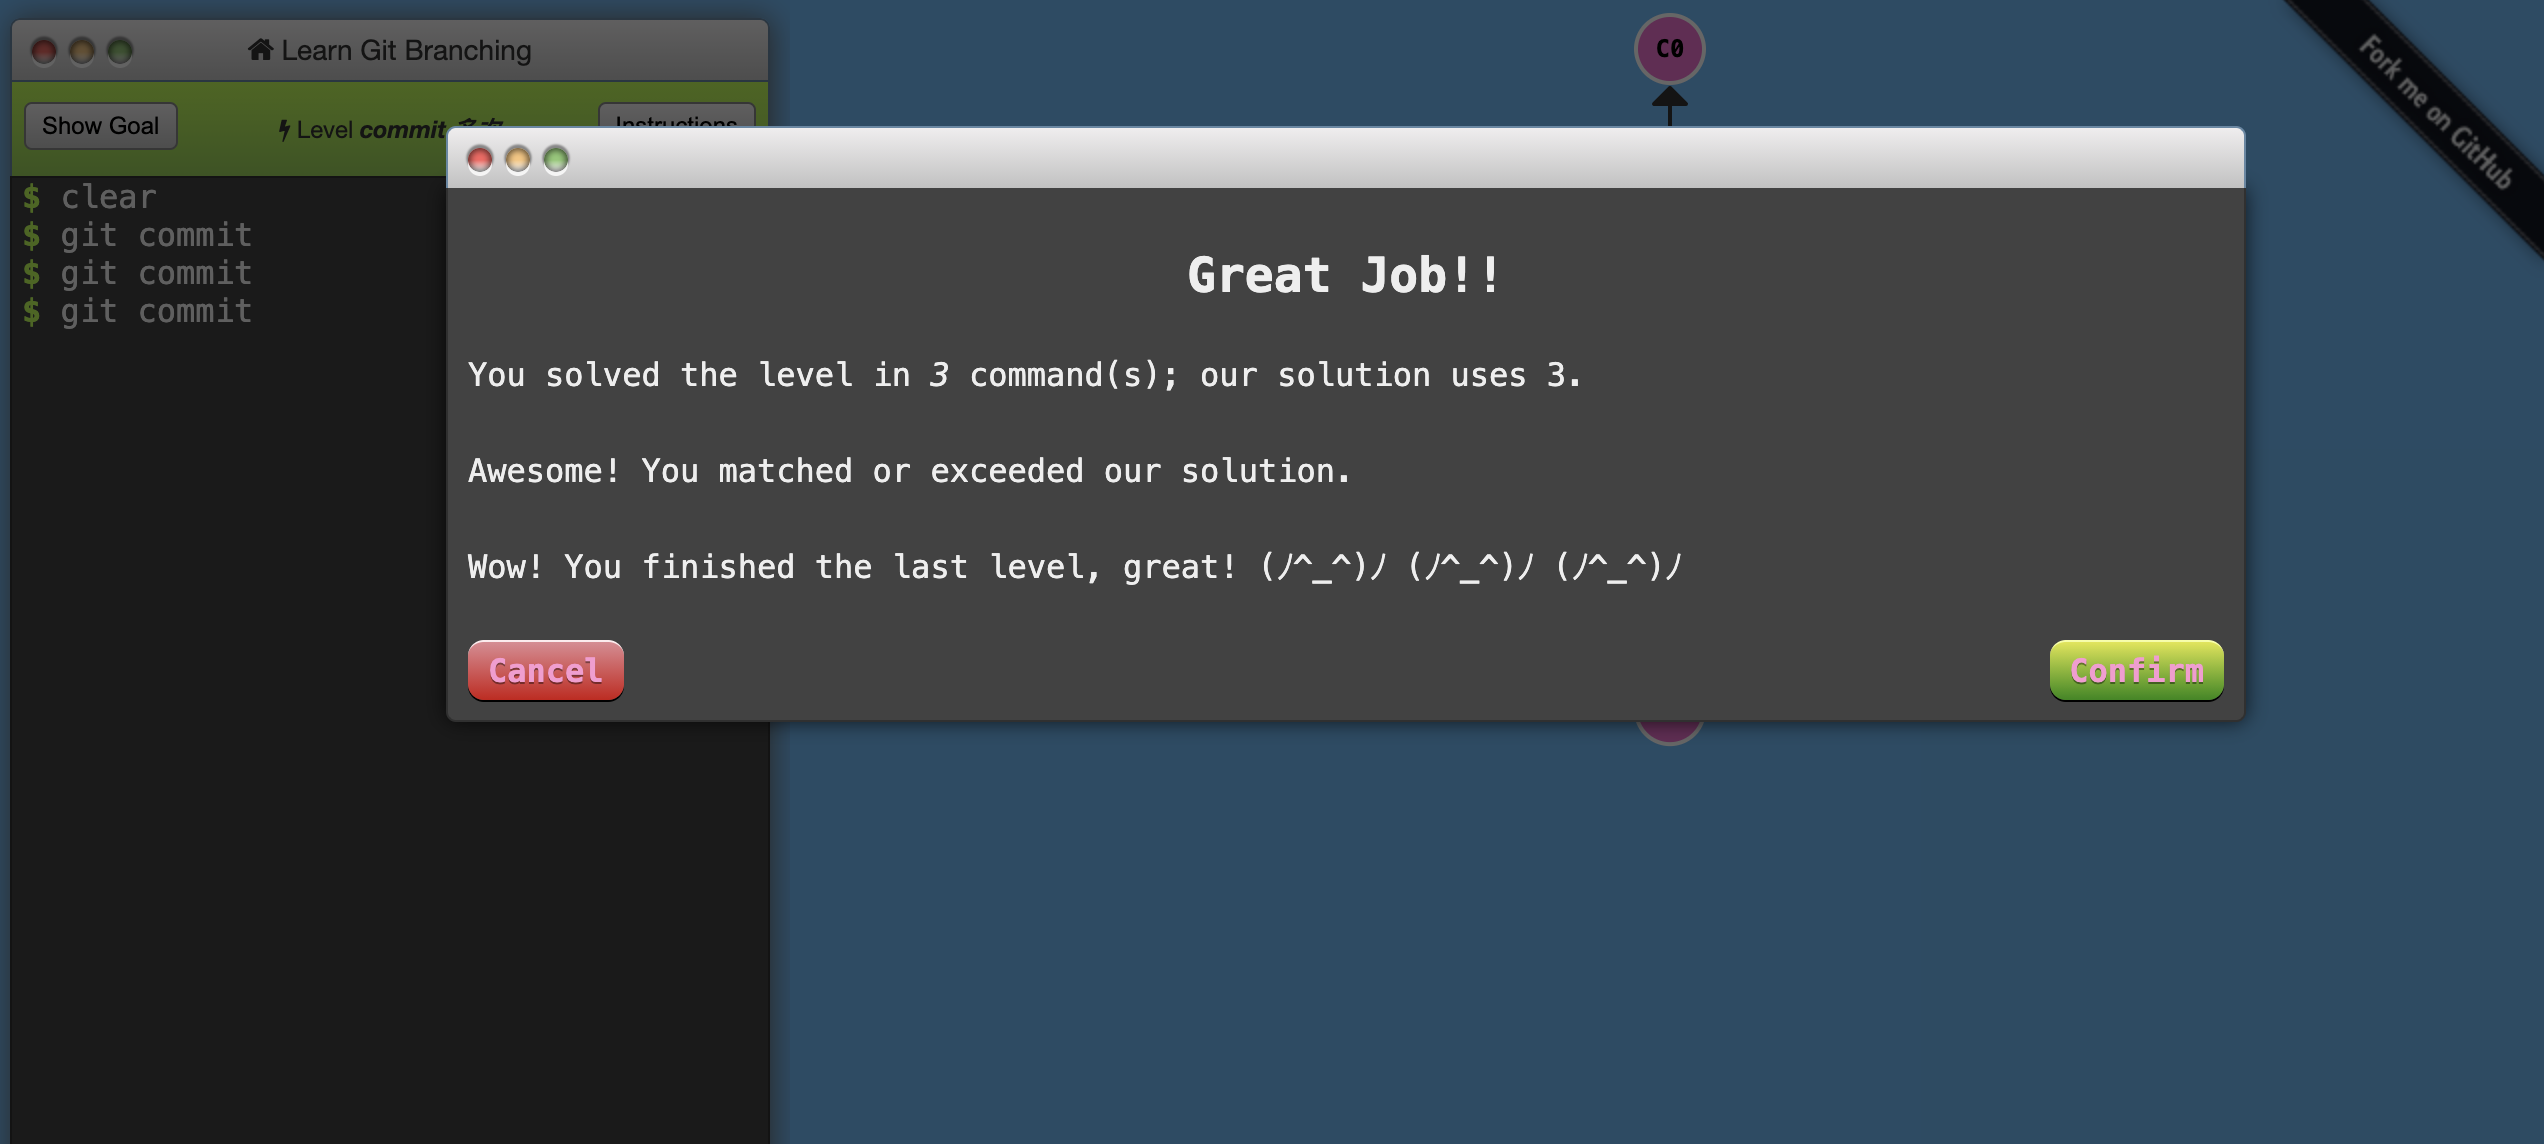 Learn Git Branching
Show Goal
Level commit 多次
Instructions
$ clear
$ git commit
$ git commit
$ git commit
C0
Fork me on GitHub
Great Job!!
You solved the level in 3 command(s); our solution uses 3.
Awesome! You matched or exceeded our solution.
Wow! You finished the last level, great! (ﾉ^_^)ﾉ (ﾉ^_^)ﾉ (ﾉ^_^)ﾉ
Cancel
Confirm